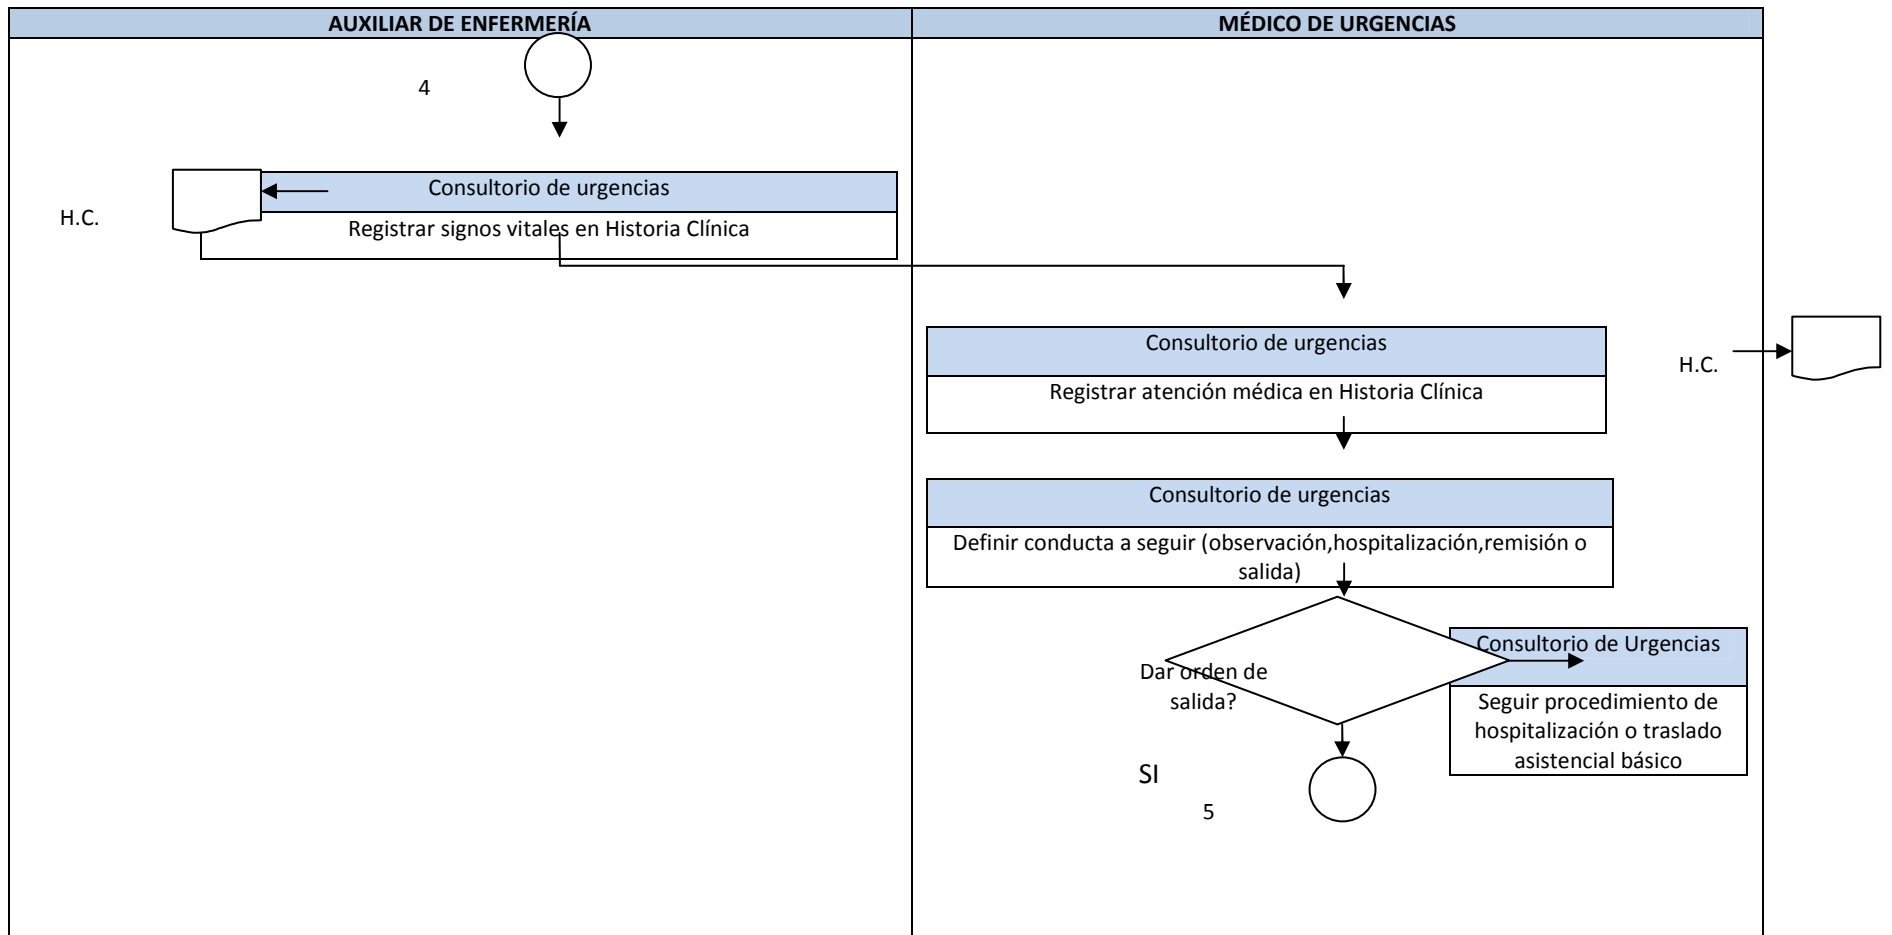 AUXILIAR DE ENFERMERÍA
MÉDICO DE URGENCIAS
4
Consultorio de urgencias
H.C.
Registrar signos vitales en Historia Clínica
Consultorio de urgencias
H.C.
Registrar atención médica en Historia Clínica
Consultorio de urgencias
Definir conducta a seguir (observación,hospitalización,remisión o
salida)
Dar orden de
salida?
Consultorio de Urgencias
Seguir procedimiento de
hospitalización o traslado
asistencial básico
SI
5